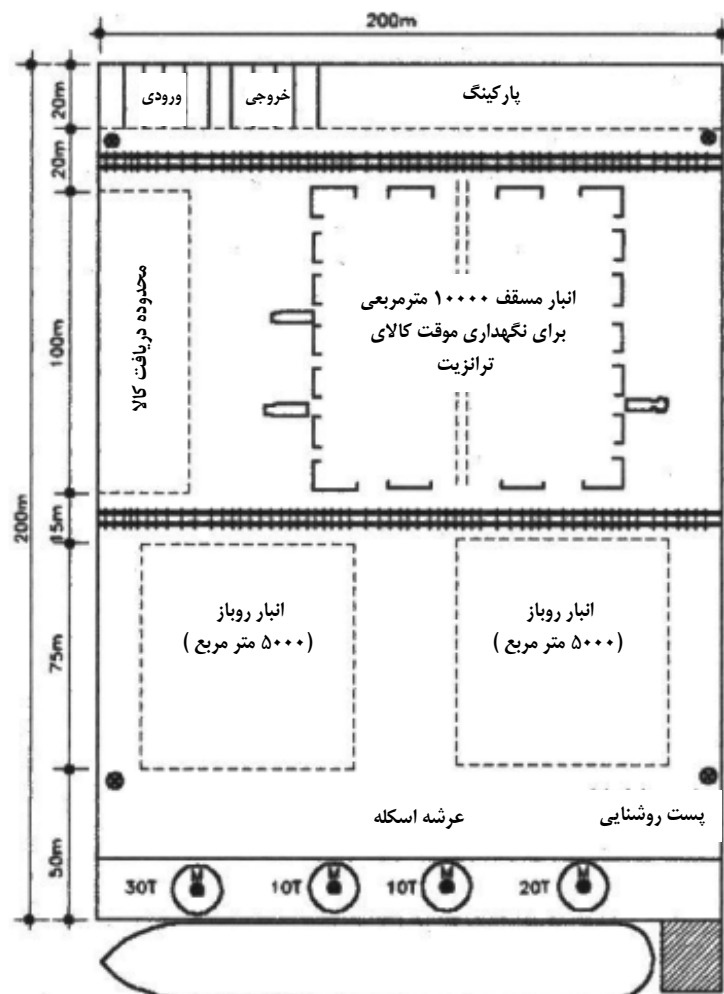 200m
20m
ورودی
خروجی
پارکینگ
20m
محدوده دریافت کالا
انبار مسقف ۱۰۰۰۰ مترمربعی
برای نگهداری موقت کالای
ترانزیت
100m
200m
15m
انبار روباز
(۵۰۰۰ متر مربع )
انبار روباز
(۵۰۰۰ متر مربع )
75m
عرشه اسکله
پست روشنایی
50m
30T
10T
10T
20T